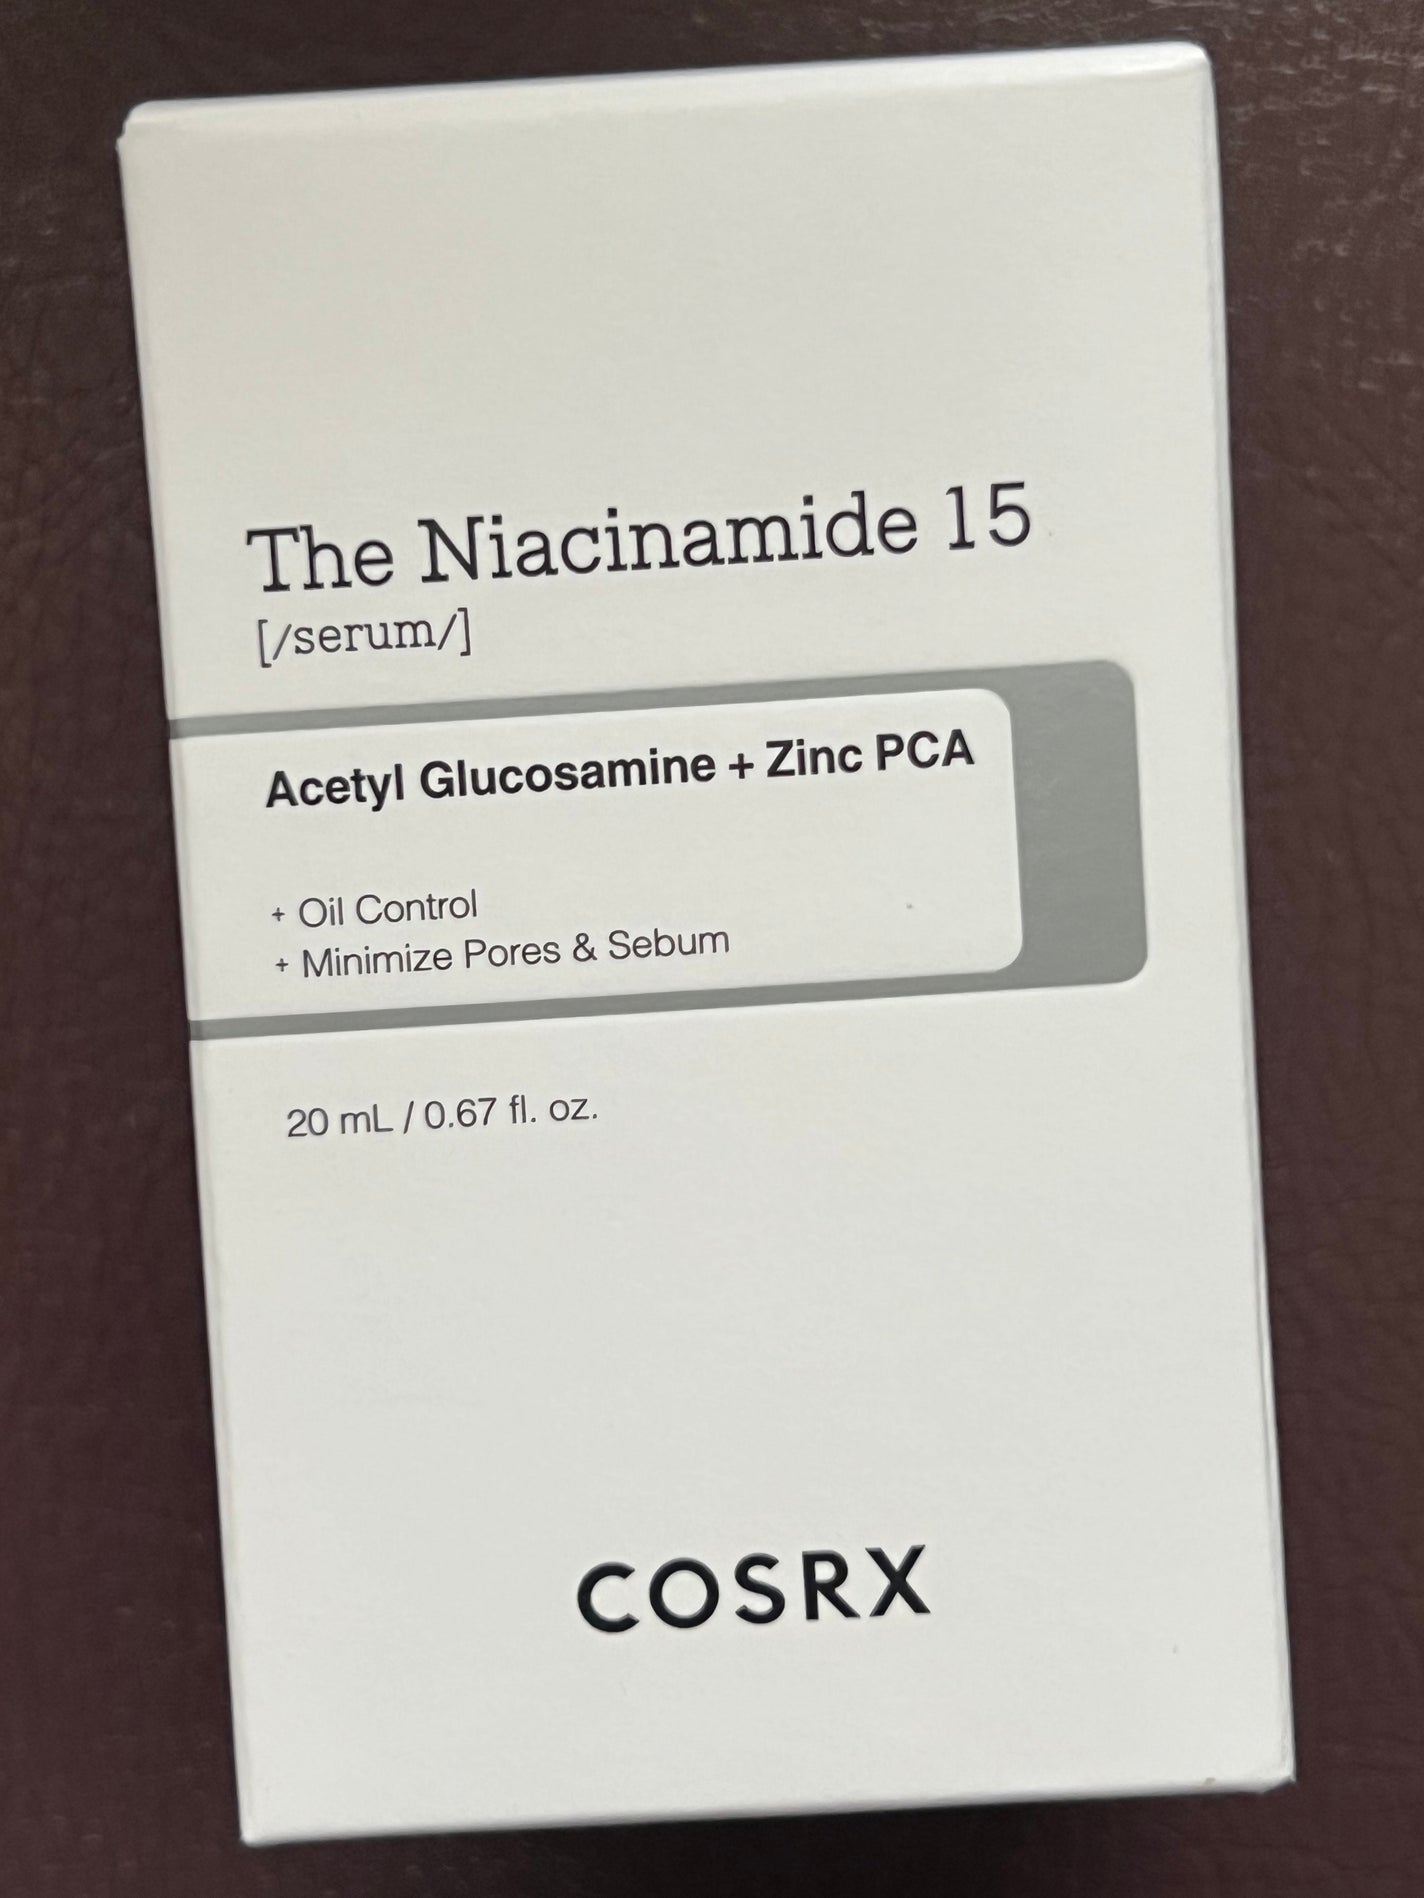 The Niacinamide 15
[/serum/]
Acetyl Glucosamine + Zinc PCA
+ Oil Control
+ Minimize Pores & Sebum
20 mL / 0.67 fl. oz.
COSRX